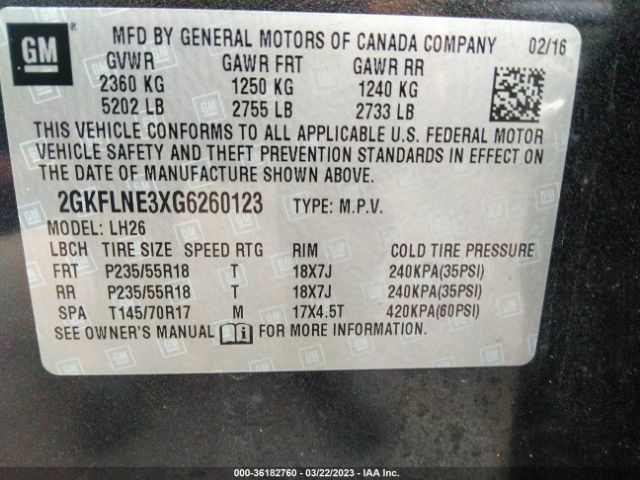 GM
MFD BY GENERAL MOTORS OF CANADA COMPANY 02/16
GVWR GAWR FRT GAWR RR
2360 KG 1250 KG 1240 KG
5202 LB 2755 LB 2733 LB
THIS VEHICLE CONFORMS TO ALL APPLICABLE U.S. FEDERAL MOTOR
VEHICLE SAFETY AND THEFT PREVENTION STANDARDS IN EFFECT ON
THE DATE OF MANUFACTURE SHOWN ABOVE.
2GKFLNE3XG6260123 TYPE: M.P.V.
MODEL: LH26
LBCH TIRE SIZE SPEED RTG RIM COLD TIRE PRESSURE
FRT P235/55R18 T 18X7J 240KPA(35PSI)
RR P235/55R18 T 18X7J 240KPA(35PSI)
SPA T145/70R17 M 17X4.5T 420KPA(60PSI)
SEE OWNER'S MANUAL FOR MORE INFORMATION.
000-36182760 - 03/22/2023 - IAA Inc.